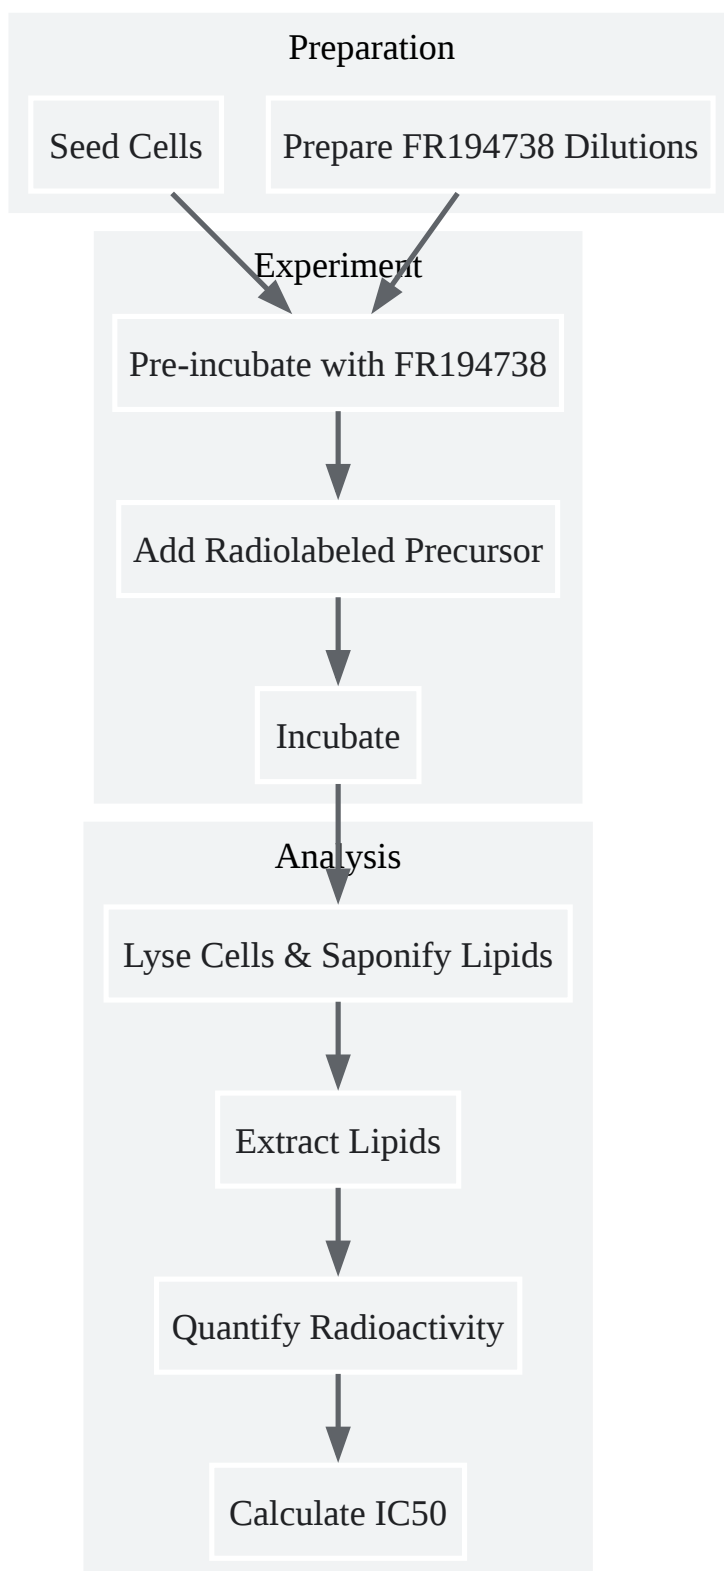 Preparation
Seed Cells
Prepare FR194738 Dilutions
Experiment
Pre-incubate with FR194738
Add Radiolabeled Precursor
Incubate
Analysis
Lyse Cells & Saponify Lipids
Extract Lipids
Quantify Radioactivity
Calculate IC50